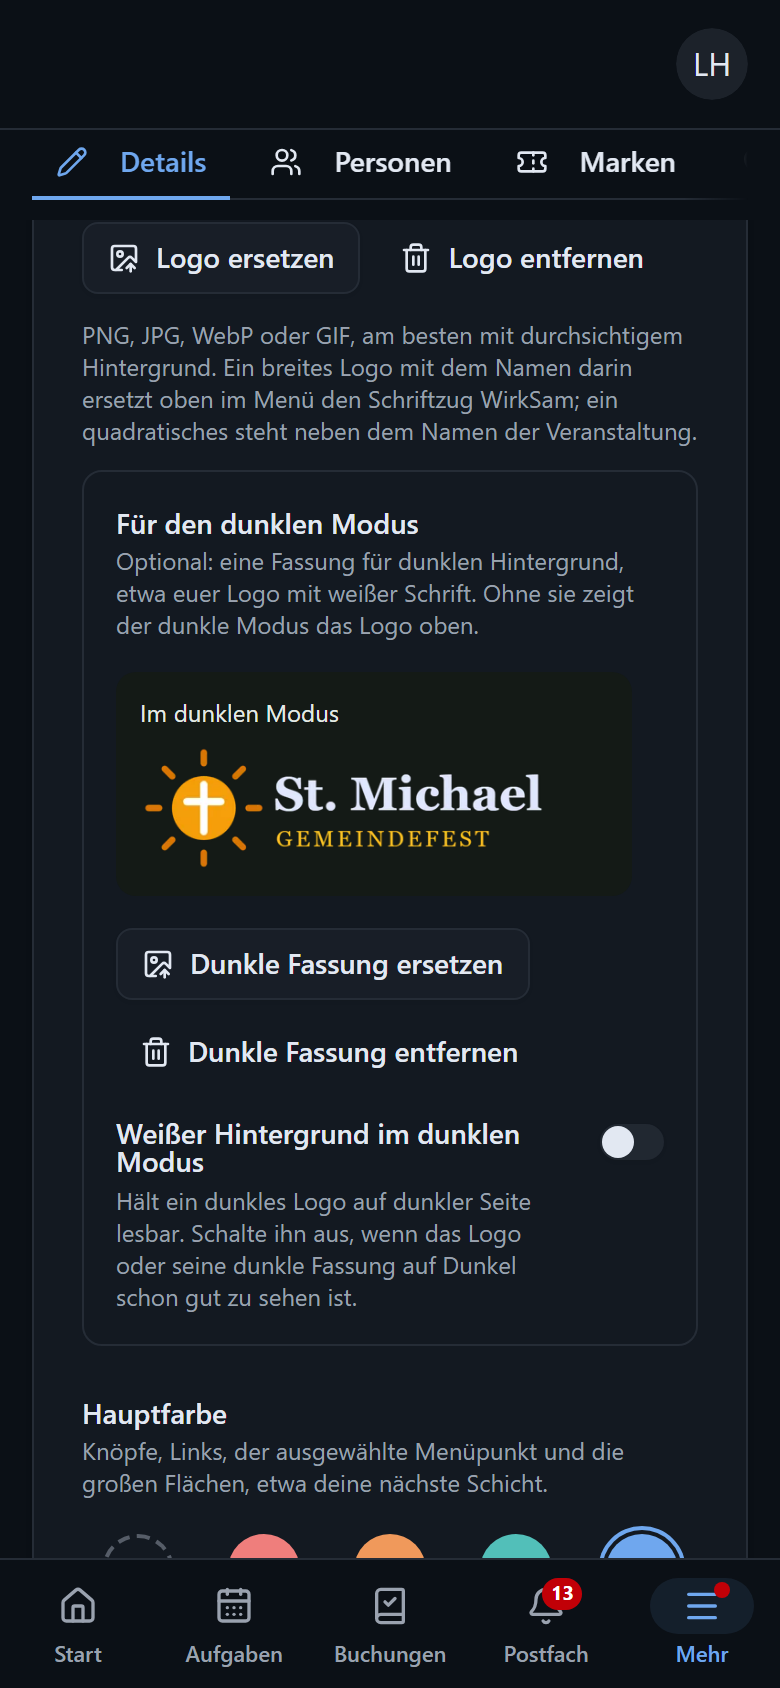 LH
Details
Personen
Marken
Logo ersetzen
Logo entfernen
PNG, JPG, WebP oder GIF, am besten mit durchsichtigem
Hintergrund. Ein breites Logo mit dem Namen darin
ersetzt oben im Menü den Schriftzug WirkSam; ein
quadratisches steht neben dem Namen der Veranstaltung.
Für den dunklen Modus
Optional: eine Fassung für dunklen Hintergrund,
etwa euer Logo mit weißer Schrift. Ohne sie zeigt
der dunkle Modus das Logo oben.
Im dunklen Modus
St. Michael
GEMEINDEFEST
Dunkle Fassung ersetzen
Dunkle Fassung entfernen
Weißer Hintergrund im dunklen
Modus
Hält ein dunkles Logo auf dunkler Seite
lesbar. Schalte ihn aus, wenn das Logo
oder seine dunkle Fassung auf Dunkel
schon gut zu sehen ist.
Hauptfarbe
Knöpfe, Links, der ausgewählte Menüpunkt und die
großen Flächen, etwa deine nächste Schicht.
13
Start
Aufgaben
Buchungen
Postfach
Mehr